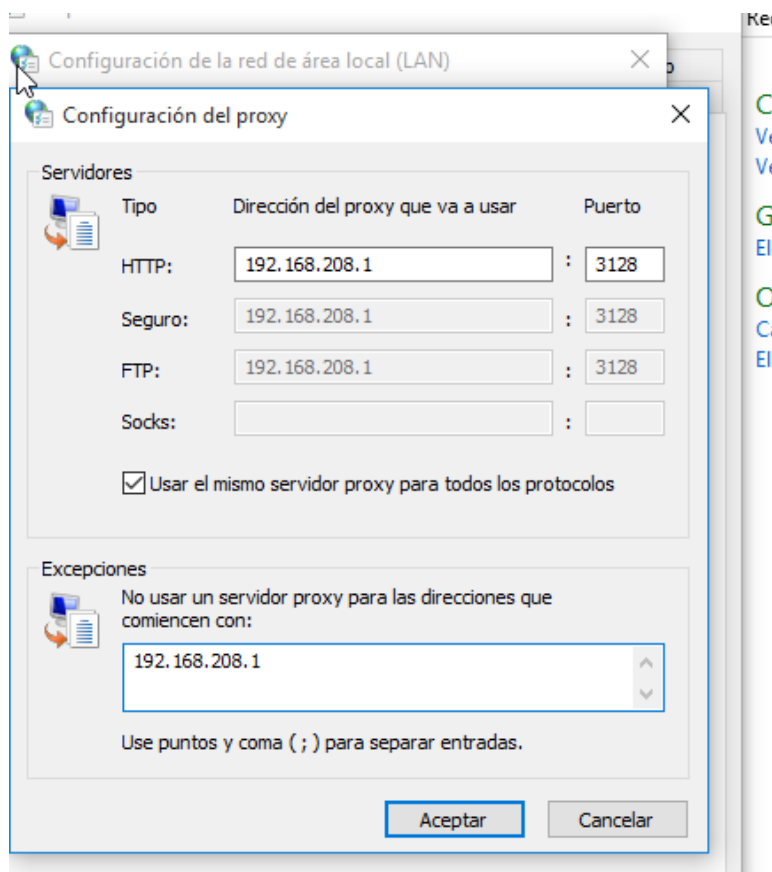 Configuración de la red de área local (LAN)
Configuración del proxy
Servidores
Tipo Dirección del proxy que va a usar Puerto
HTTP: 192.168.208.1 : 3128
Seguro: 192.168.208.1 : 3128
FTP: 192.168.208.1 : 3128
Socks: :
Usar el mismo servidor proxy para todos los protocolos
Excepciones
No usar un servidor proxy para las direcciones que
comiencen con:
192.168.208.1
Use puntos y coma ( ; ) para separar entradas.
Aceptar Cancelar